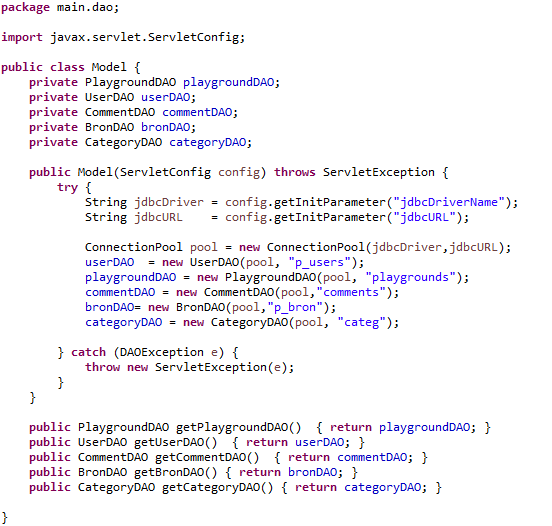 package main.dao;

import javax.servlet.ServletConfig;

public class Model {
    private PlaygroundDAO playgroundDAO;
    private UserDAO userDAO;
    private CommentDAO commentDAO;
    private BronDAO bronDAO;
    private CategoryDAO categoryDAO;

    public Model(ServletConfig config) throws ServletException {
        try {
            String jdbcDriver = config.getInitParameter("jdbcDriverName");
            String jdbcURL    = config.getInitParameter("jdbcURL");

            ConnectionPool pool = new ConnectionPool(jdbcDriver,jdbcURL);
            userDAO  = new UserDAO(pool, "p_users");
            playgroundDAO = new PlaygroundDAO(pool, "playgrounds");
            commentDAO = new CommentDAO(pool,"comments");
            bronDAO= new BronDAO(pool,"p_bron");
            categoryDAO = new CategoryDAO(pool, "categ");

        } catch (DAOException e) {
            throw new ServletException(e);
        }
    }

    public PlaygroundDAO getPlaygroundDAO()  { return playgroundDAO; }
    public UserDAO getUserDAO()  { return userDAO; }
    public CommentDAO getCommentDAO()  { return commentDAO; }
    public BronDAO getBronDAO() { return bronDAO; }
    public CategoryDAO getCategoryDAO() { return categoryDAO; }

}